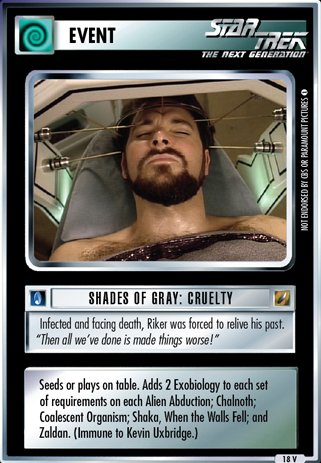 EVENT
STAR TREK
THE NEXT GENERATION
NOT ENDORSED BY CBS OR PARAMOUNT PICTURES
SHADES OF GRAY: CRUELTY
Infected and facing death, Riker was forced to relive his past.
"Then all we've done is made things worse!"
Seeds or plays on table. Adds 2 Exobiology to each set
of requirements on each Alien Abduction; Chalnoth;
Coalescent Organism; Shaka, When the Walls Fell; and
Zaldan. (Immune to Kevin Uxbridge.)
18 V